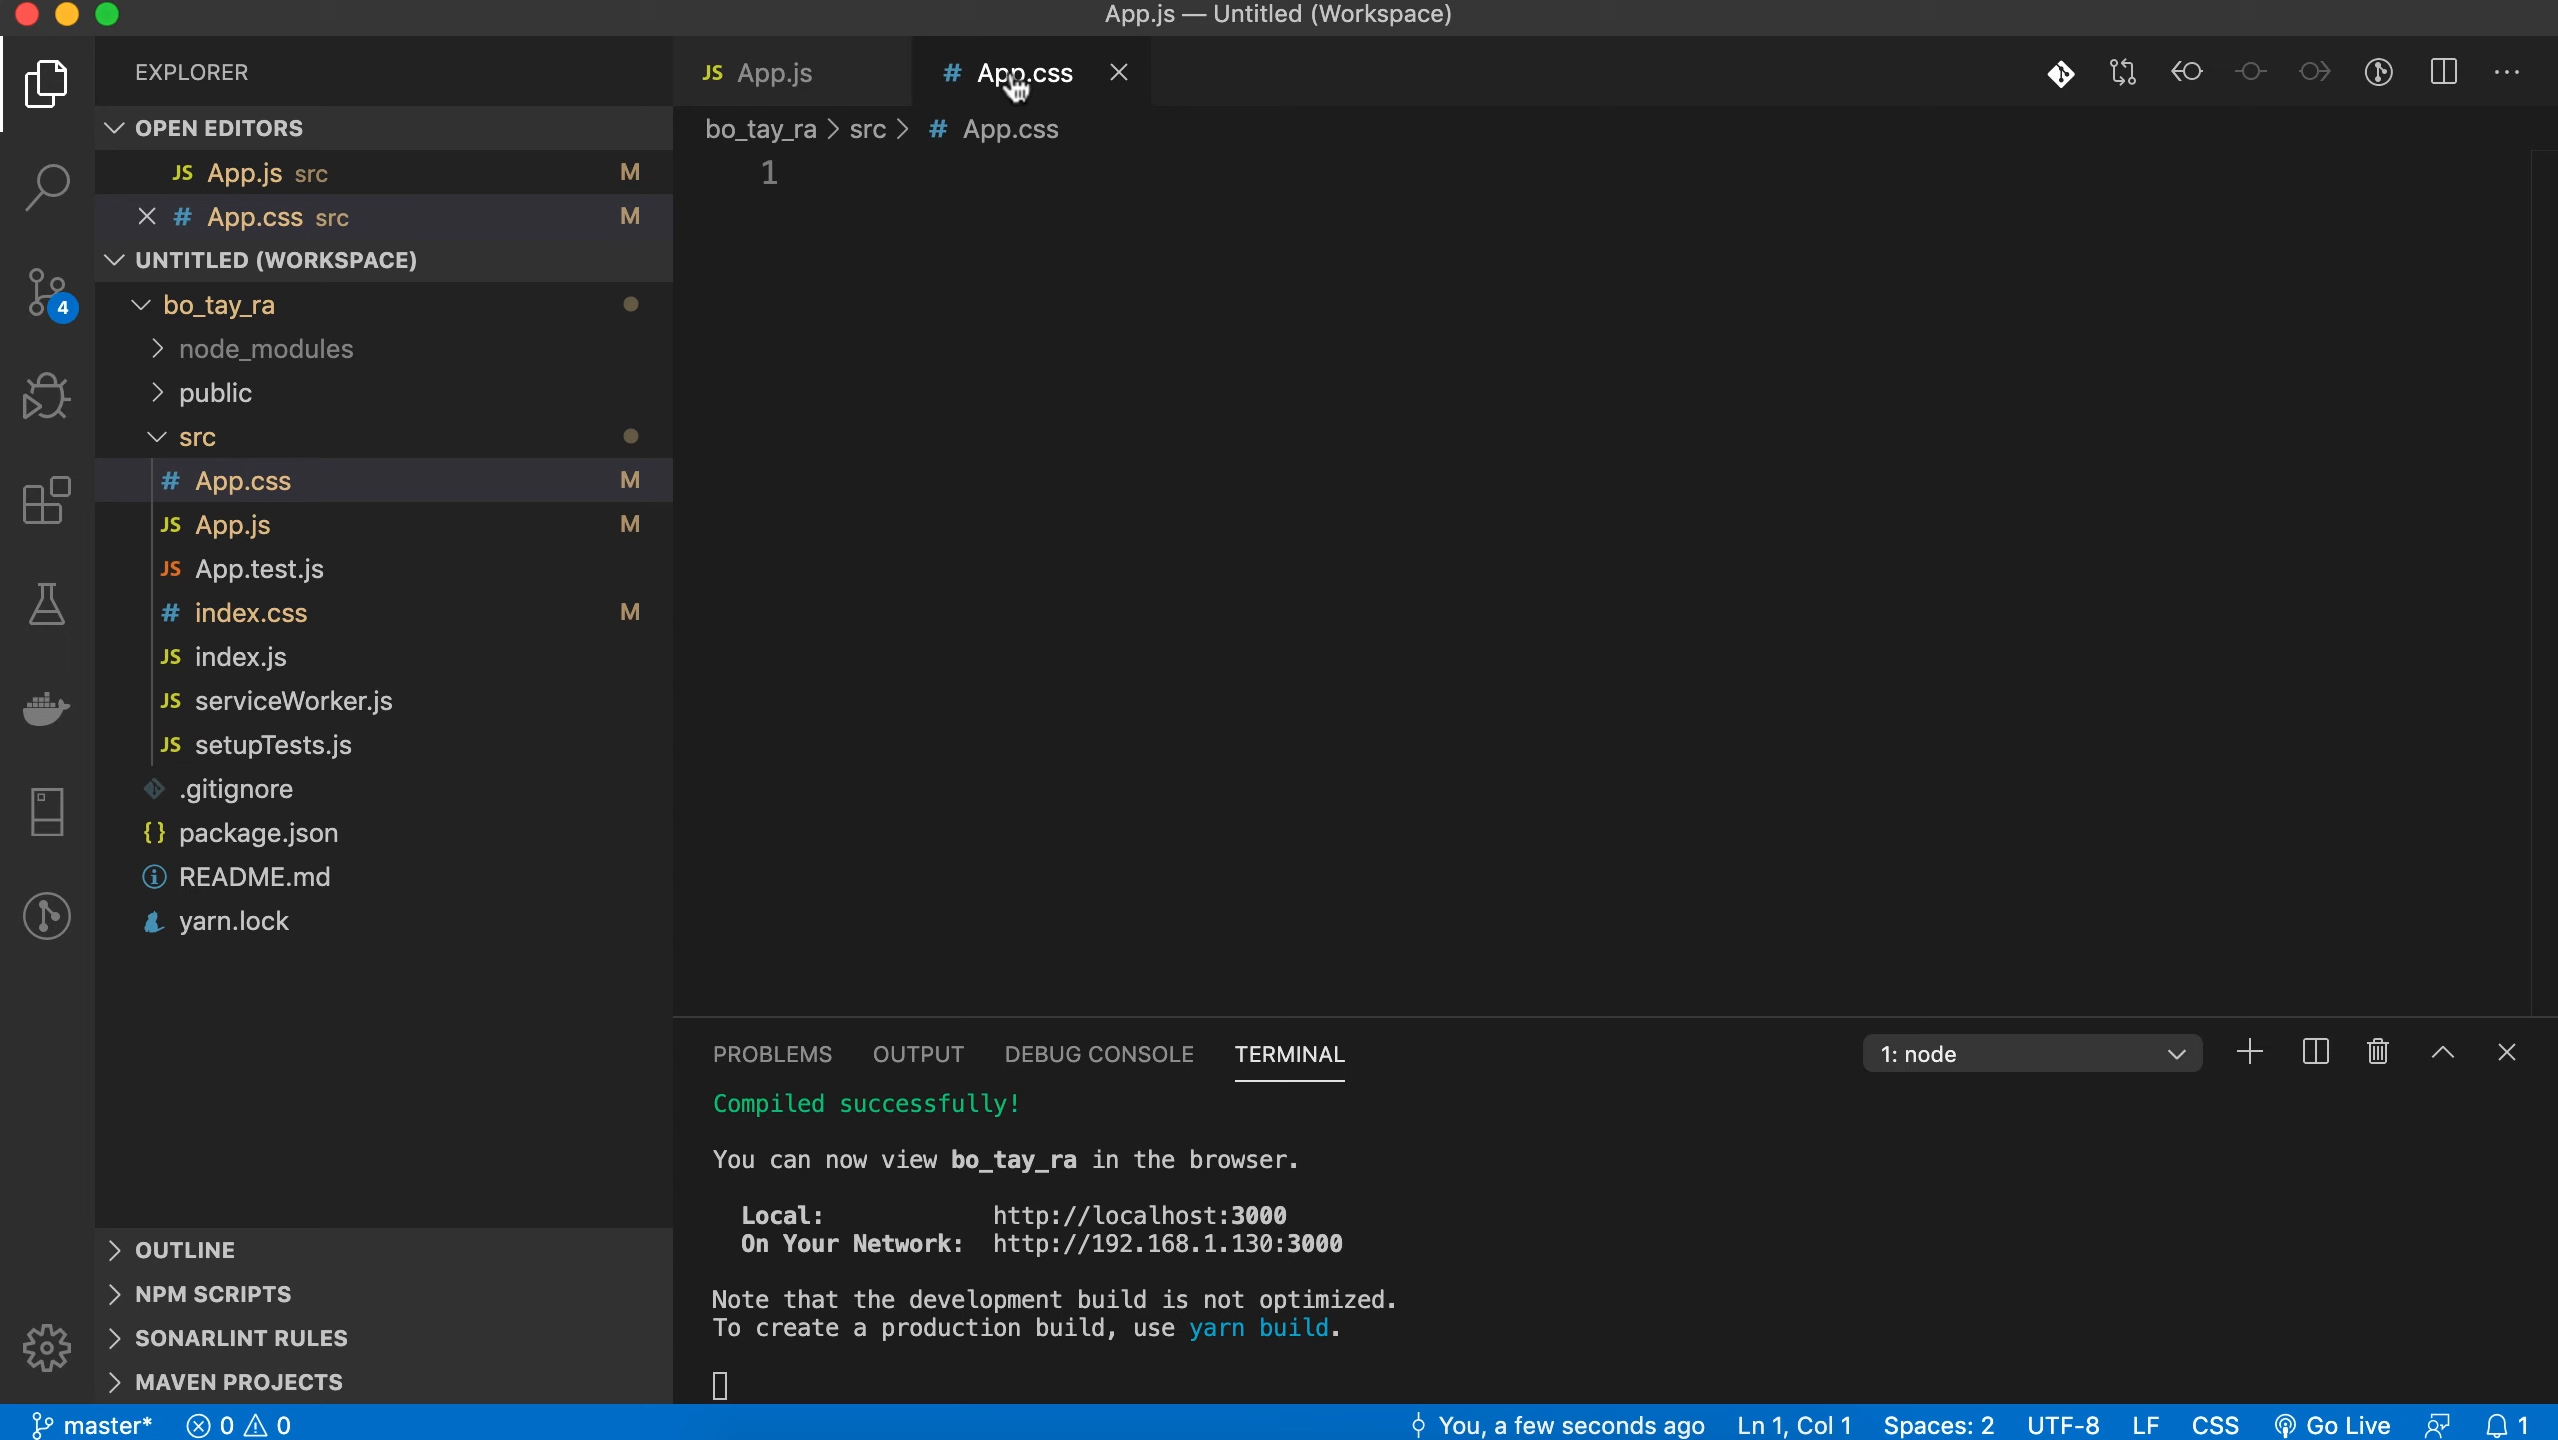 App.js — Untitled (Workspace)
EXPLORER
OPEN EDITORS
JS App.js src M
# App.css src M
UNTITLED (WORKSPACE)
bo_tay_ra
node_modules
public
src
# App.css M
JS App.js M
JS App.test.js
# index.css M
JS index.js
JS serviceWorker.js
JS setupTests.js
.gitignore
{} package.json
README.md
yarn.lock
OUTLINE
NPM SCRIPTS
SONARLINT RULES
MAVEN PROJECTS
4
JS App.js # App.css
bo_tay_ra > src > # App.css
1
PROBLEMS OUTPUT DEBUG CONSOLE TERMINAL 1: node
Compiled successfully!
You can now view bo_tay_ra in the browser.
Local: http://localhost:3000
On Your Network: http://192.168.1.130:3000
Note that the development build is not optimized.
To create a production build, use yarn build.
master* 0 0 You, a few seconds ago Ln 1, Col 1 Spaces: 2 UTF-8 LF CSS Go Live 1